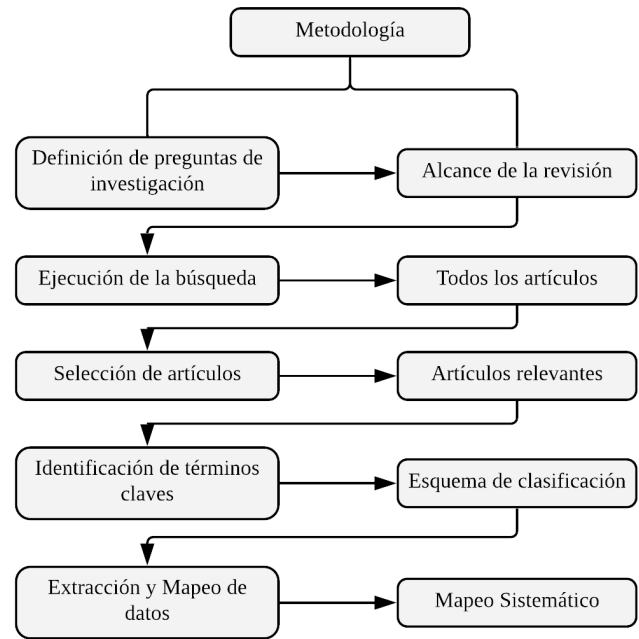 Metodología
Definición de preguntas de
investigación
Alcance de la revisión
Ejecución de la búsqueda
Todos los artículos
Selección de artículos
Artículos relevantes
Identificación de términos
claves
Esquema de clasificación
Extracción y Mapeo de
datos
Mapeo Sistemático